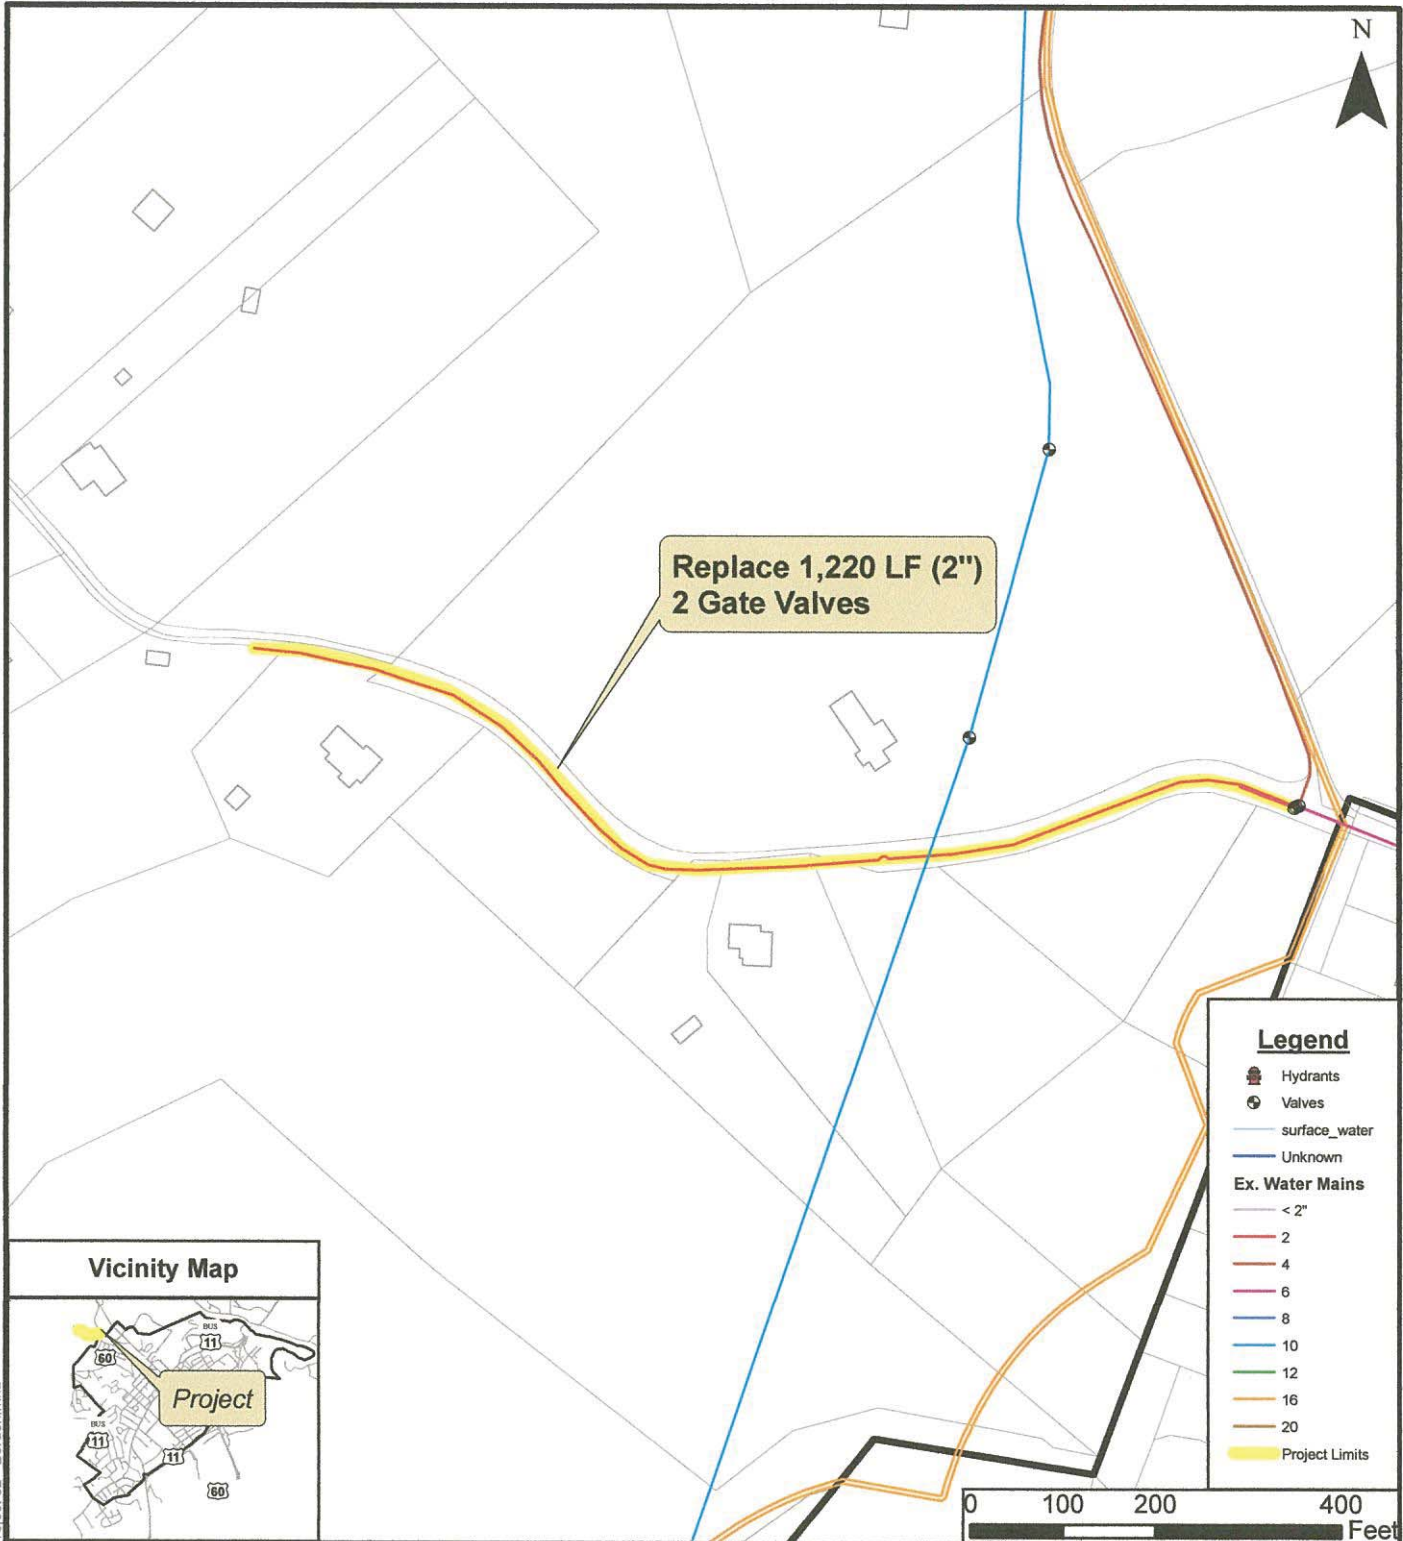 N
Replace 1,220 LF (2")
2 Gate Valves
Legend
Hydrants
Valves
surface_water
Unknown
Ex. Water Mains
< 2"
2
4
6
8
10
12
16
20
Project Limits
Vicinity Map
BUS
11
60
Project
BUS
11
11
60
0 100 200 400
Feet